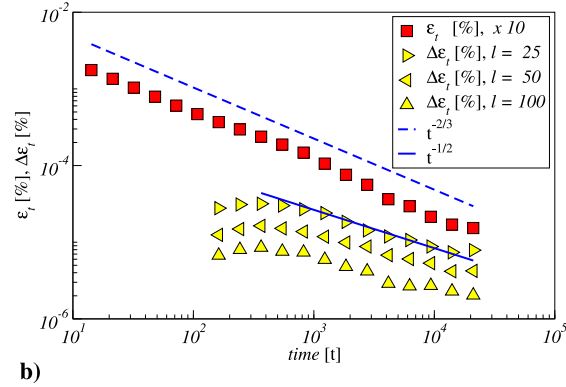 10^-2
10^-4
10^-6
ε_t [%], Δε_t [%]
ε_t [%], x 10
Δε_t [%], l = 25
Δε_t [%], l = 50
Δε_t [%], l = 100
t^-2/3
t^-1/2
10^1 10^2 10^3 10^4 10^5
time [t]
b)